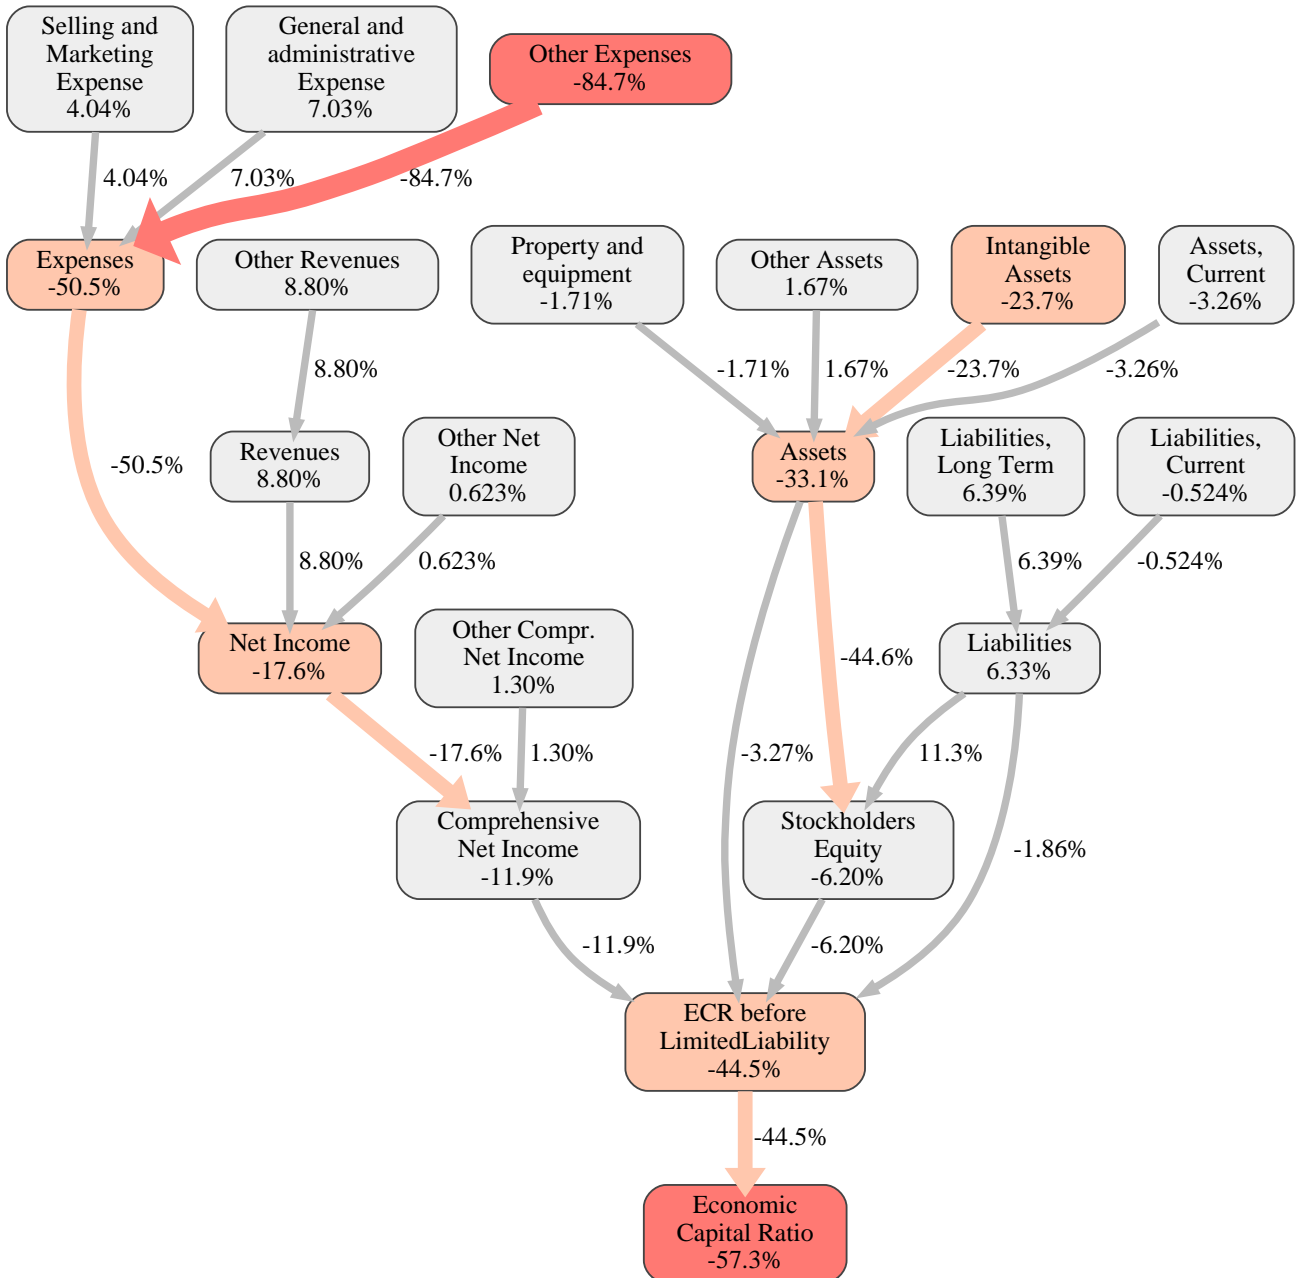 Selling and
Marketing
Expense
4.04%
General and
administrative
Expense
7.03%
Other Expenses
-84.7%
4.04%
7.03%
-84.7%
Expenses
-50.5%
Other Revenues
8.80%
Property and
equipment
-1.71%
Other Assets
1.67%
Intangible
Assets
-23.7%
Assets,
Current
-3.26%
8.80%
-1.71%
1.67%
-23.7%
-3.26%
-50.5%
Revenues
8.80%
Other Net
Income
0.623%
Assets
-33.1%
Liabilities,
Long Term
6.39%
Liabilities,
Current
-0.524%
8.80%
0.623%
6.39%
-0.524%
Net Income
-17.6%
Other Compr.
Net Income
1.30%
-44.6%
Liabilities
6.33%
-17.6%
1.30%
-3.27%
11.3%
Comprehensive
Net Income
-11.9%
Stockholders
Equity
-6.20%
-1.86%
-11.9%
-6.20%
ECR before
LimitedLiability
-44.5%
-44.5%
Economic
Capital Ratio
-57.3%